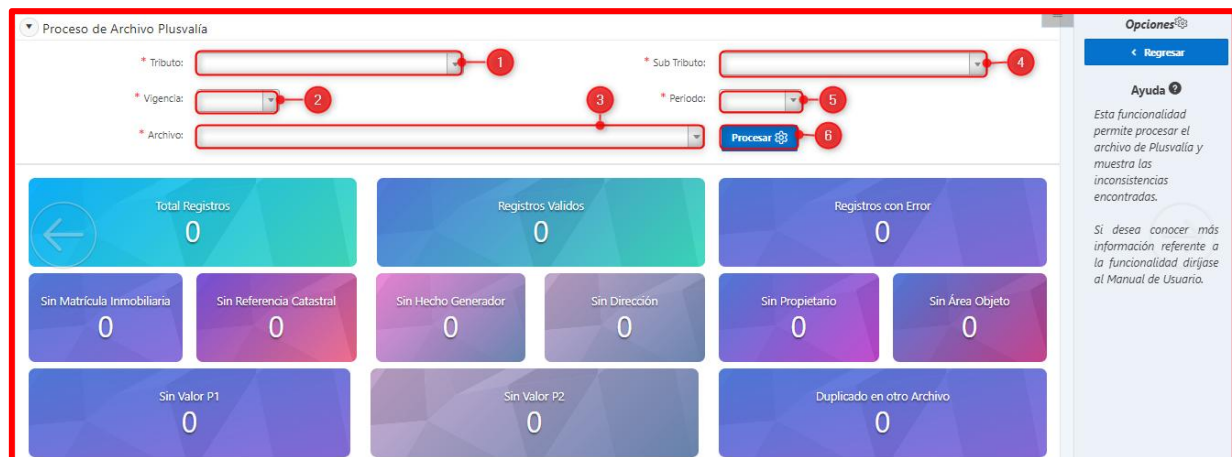 Proceso de Archivo Plusvalía
* Tributo:
1
* Sub Tributo:
4
* Vigencia:
2
3
* Periodo:
5
* Archivo:
Procesar
6
Total Registros
0
Registros Validos
0
Registros con Error
0
Sin Matrícula Inmobiliaria
0
Sin Referencia Catastral
0
Sin Hecho Generador
0
Sin Dirección
0
Sin Propietario
0
Sin Área Objeto
0
Sin Valor P1
0
Sin Valor P2
0
Duplicado en otro Archivo
0
Opciones
Regresar
Ayuda
Esta funcionalidad
permite procesar el
archivo de Plusvalía y
muestra las
inconsistencias
encontradas.
Si desea conocer más
información referente a
la funcionalidad diríjase
al Manual de Usuario.